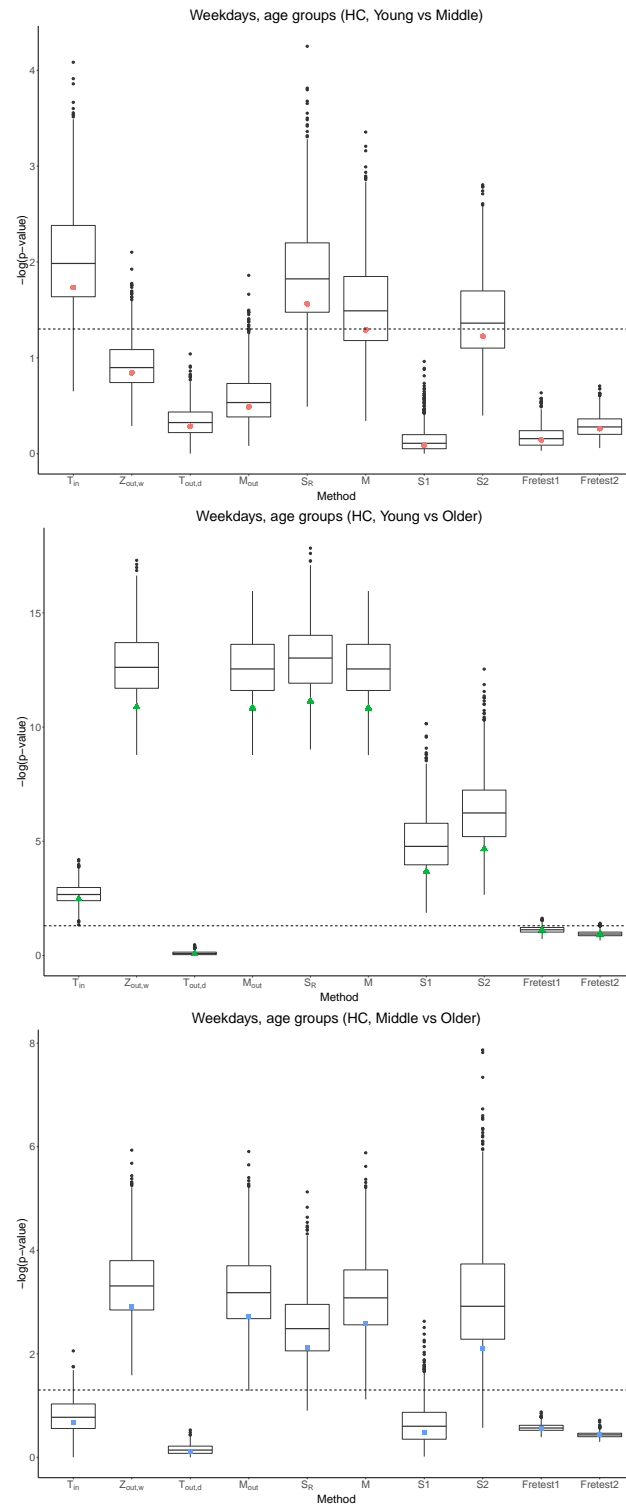 Weekdays, age groups (HC, Young vs Middle)
4
3
2
1
0
−log(p−value)
T_in Z_out,w T_out,d M_out S_R M S1 S2 Fretest1 Fretest2
Method
Weekdays, age groups (HC, Young vs Older)
15
10
5
0
−log(p−value)
T_in Z_out,w T_out,d M_out S_R M S1 S2 Fretest1 Fretest2
Method
Weekdays, age groups (HC, Middle vs Older)
8
6
4
2
0
−log(p−value)
T_in Z_out,w T_out,d M_out S_R M S1 S2 Fretest1 Fretest2
Method